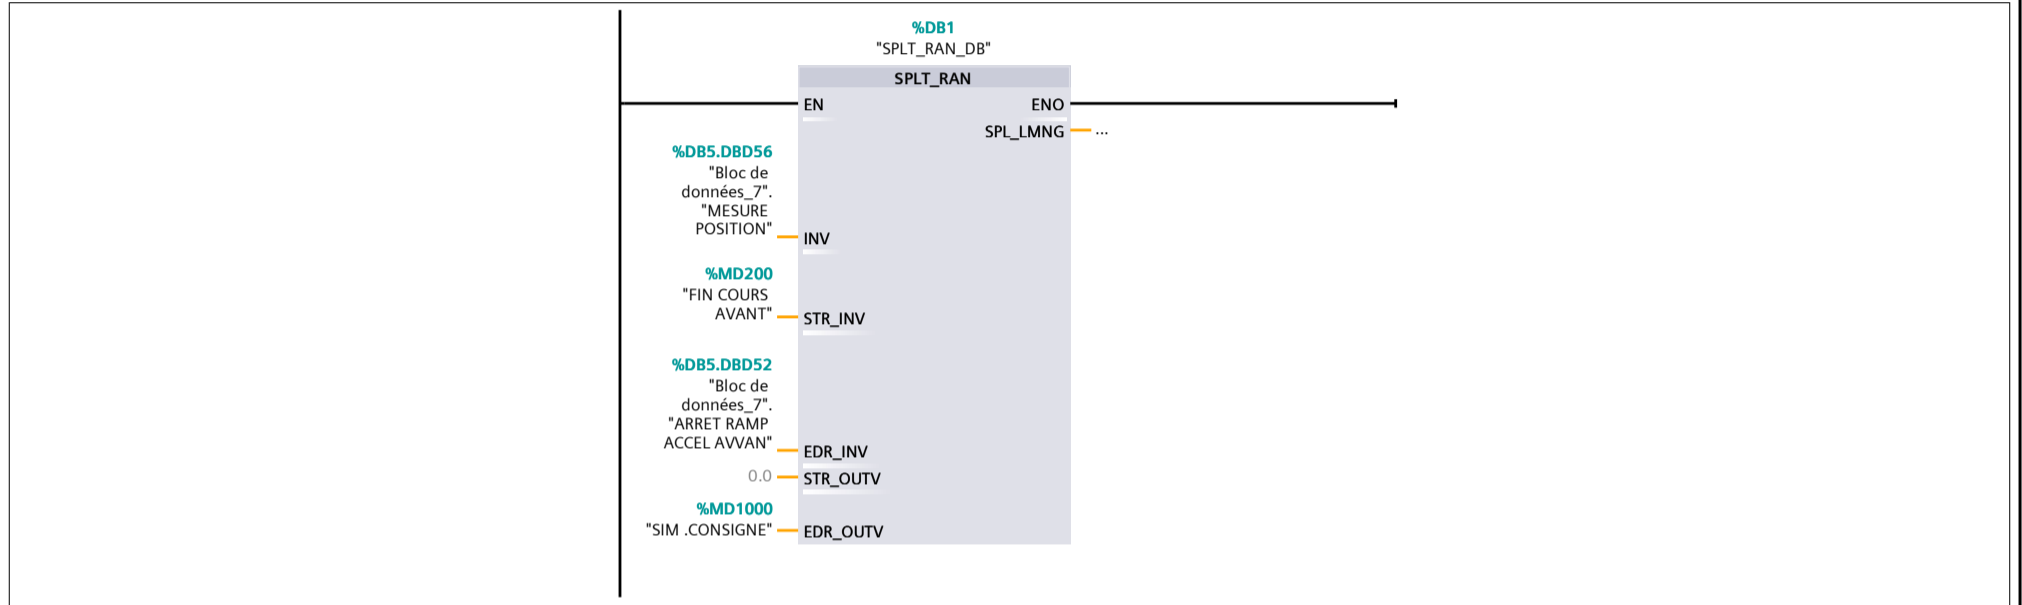 %DB1
"SPLT_RAN_DB"
SPLT_RAN
EN ENO
SPL_LMNG ...
%DB5.DBD56
"Bloc de
données_7".
"MESURE
POSITION"
INV
%MD200
"FIN COURS
AVANT"
STR_INV
%DB5.DBD52
"Bloc de
données_7".
"ARRET RAMP
ACCEL AVVAN"
EDR_INV
0.0 STR_OUTV
%MD1000
"SIM .CONSIGNE" EDR_OUTV